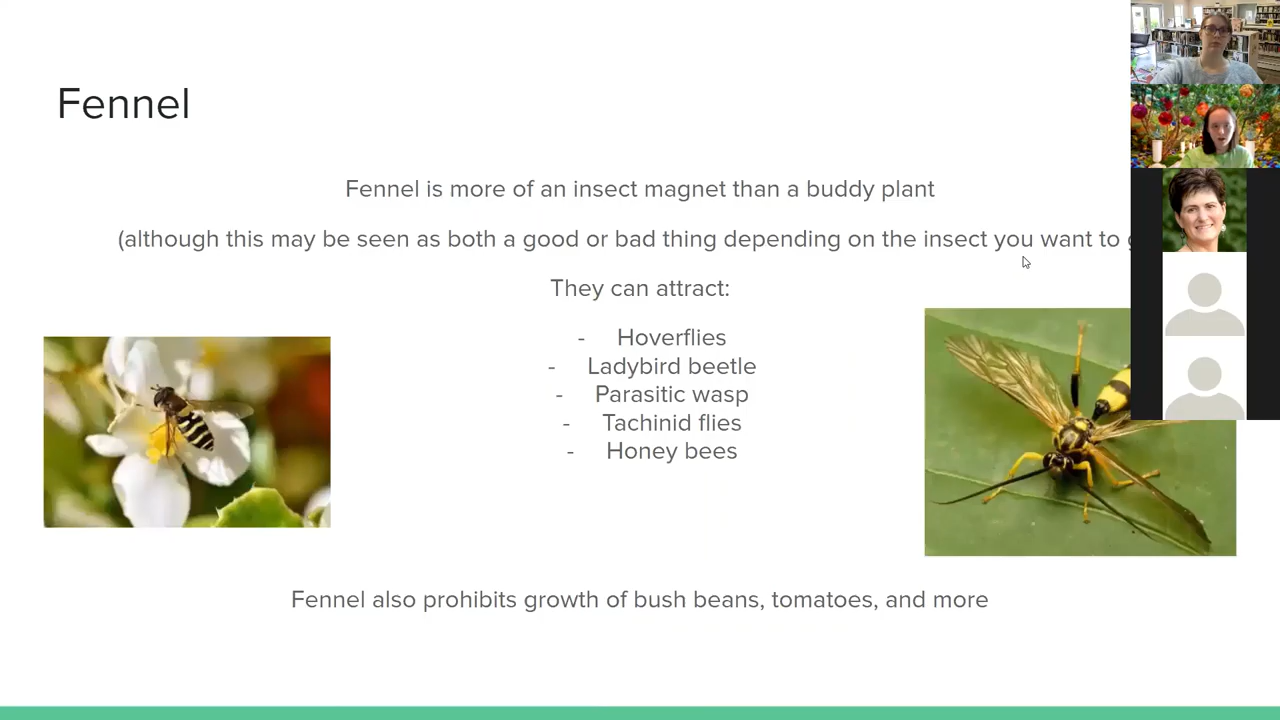 Fennel
Fennel is more of an insect magnet than a buddy plant
(although this may be seen as both a good or bad thing depending on the insect you want to
They can attract:
- Hoverflies
- Ladybird beetle
- Parasitic wasp
- Tachinid flies
- Honey bees
Fennel also prohibits growth of bush beans, tomatoes, and more